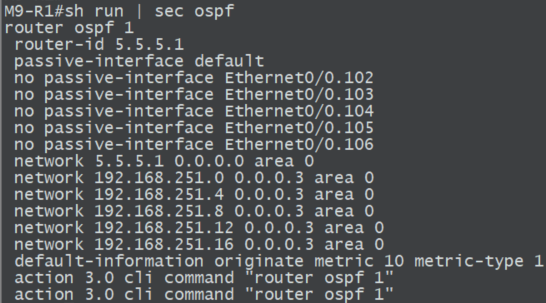 M9-R1#sh run | sec ospf
router ospf 1
 router-id 5.5.5.1
 passive-interface default
 no passive-interface Ethernet0/0.102
 no passive-interface Ethernet0/0.103
 no passive-interface Ethernet0/0.104
 no passive-interface Ethernet0/0.105
 no passive-interface Ethernet0/0.106
 network 5.5.5.1 0.0.0.0 area 0
 network 192.168.251.0 0.0.0.3 area 0
 network 192.168.251.4 0.0.0.3 area 0
 network 192.168.251.8 0.0.0.3 area 0
 network 192.168.251.12 0.0.0.3 area 0
 network 192.168.251.16 0.0.0.3 area 0
 default-information originate metric 10 metric-type 1
 action 3.0 cli command "router ospf 1"
 action 3.0 cli command "router ospf 1"